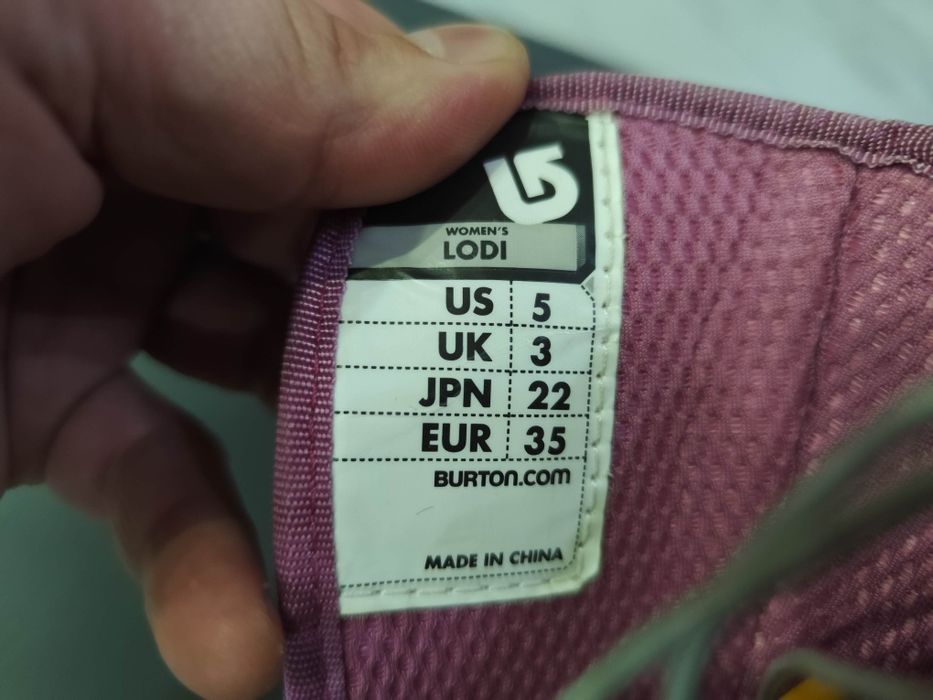 WOMEN'S
LODI
US 5
UK 3
JPN 22
EUR 35
BURTON.COM
MADE IN CHINA